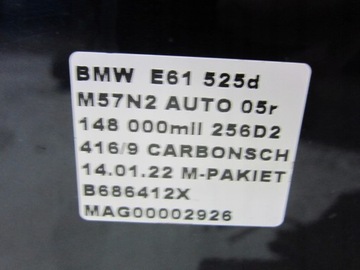 BMW E61 525d
M57N2 AUTO 05r
148 000mil 256D2
416/9 CARBONSCH
14.01.22 M-PAKIET
B686412X
MAG00002926